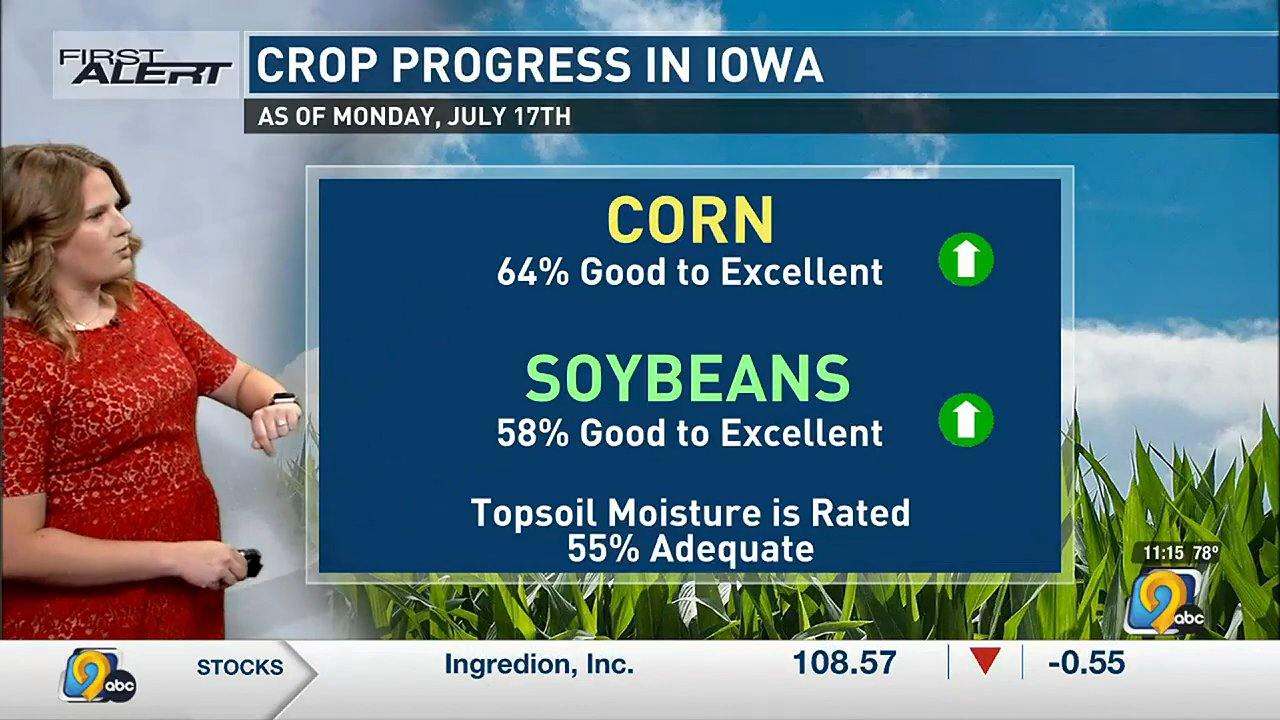 FIRST
ALERT
CROP PROGRESS IN IOWA
AS OF MONDAY, JULY 17TH
CORN
64% Good to Excellent
SOYBEANS
58% Good to Excellent
Topsoil Moisture is Rated
55% Adequate
11:15 78º
9
abc
9
abc
STOCKS
Ingredion, Inc.
108.57
-0.55